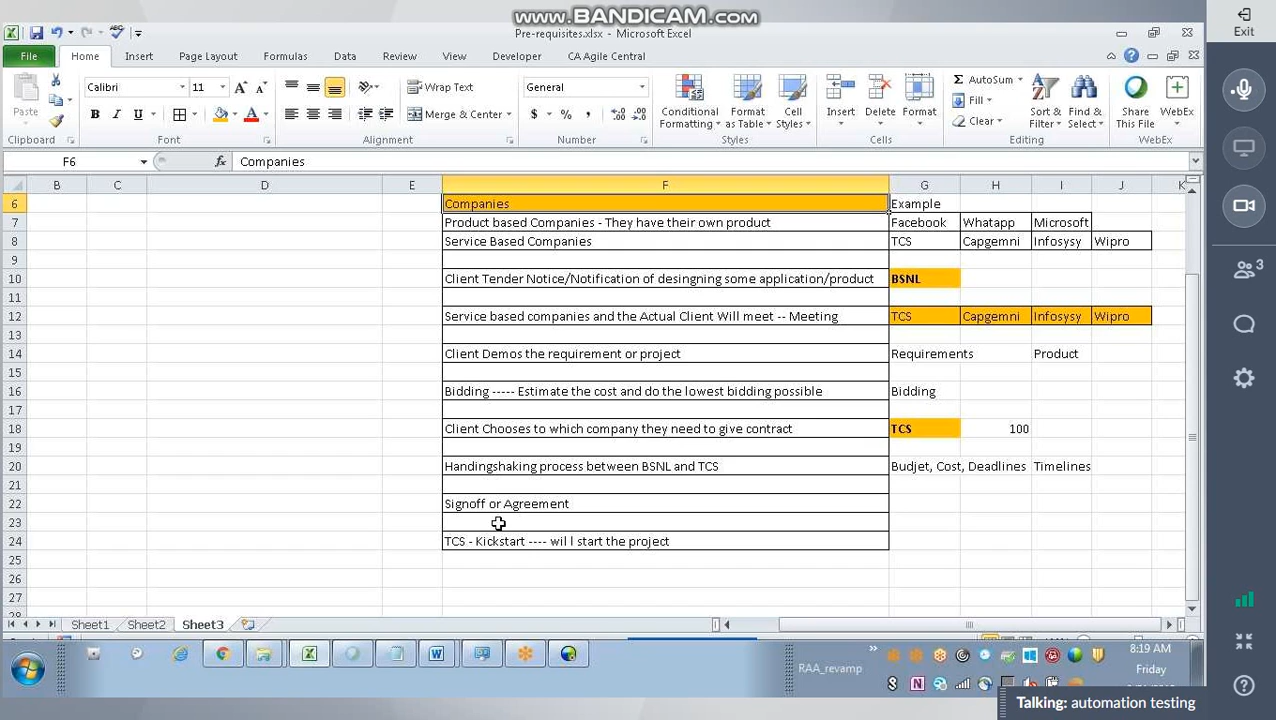 www.BANDICAM.com
Pre-requisites.xlsx - Microsoft Excel
Exit
File Home Insert Page Layout Formulas Data Review View Developer CA Agile Central
Calibri 11 Wrap Text General AutoSum
Paste B I U Merge & Center $ % , Conditional Formatting Format as Table Cell Styles Insert Delete Format Fill Clear Sort & Filter Find & Select Share This File WebEx
Clipboard Font Alignment Number Styles Cells Editing WebEx
F6 fx Companies
B C D E F G H I J K
6 Companies Example
7 Product based Companies - They have their own product Facebook Whatapp Microsoft
8 Service Based Companies TCS Capgemni Infosysy Wipro
9
10 Client Tender Notice/Notification of desingning some application/product BSNL
11
12 Service based companies and the Actual Client Will meet -- Meeting TCS Capgemni Infosysy Wipro
13
14 Client Demos the requirement or project Requirements Product
15
16 Bidding ----- Estimate the cost and do the lowest bidding possible Bidding
17
18 Client Chooses to which company they need to give contract TCS 100
19
20 Handingshaking process between BSNL and TCS Budjet, Cost, Deadlines Timelines
21
22 Signoff or Agreement
23
24 TCS - Kickstart ---- wil l start the project
25
26
27
28
Sheet1 Sheet2 Sheet3
RAA_revamp
8:19 AM
Friday
3
Talking: automation testing